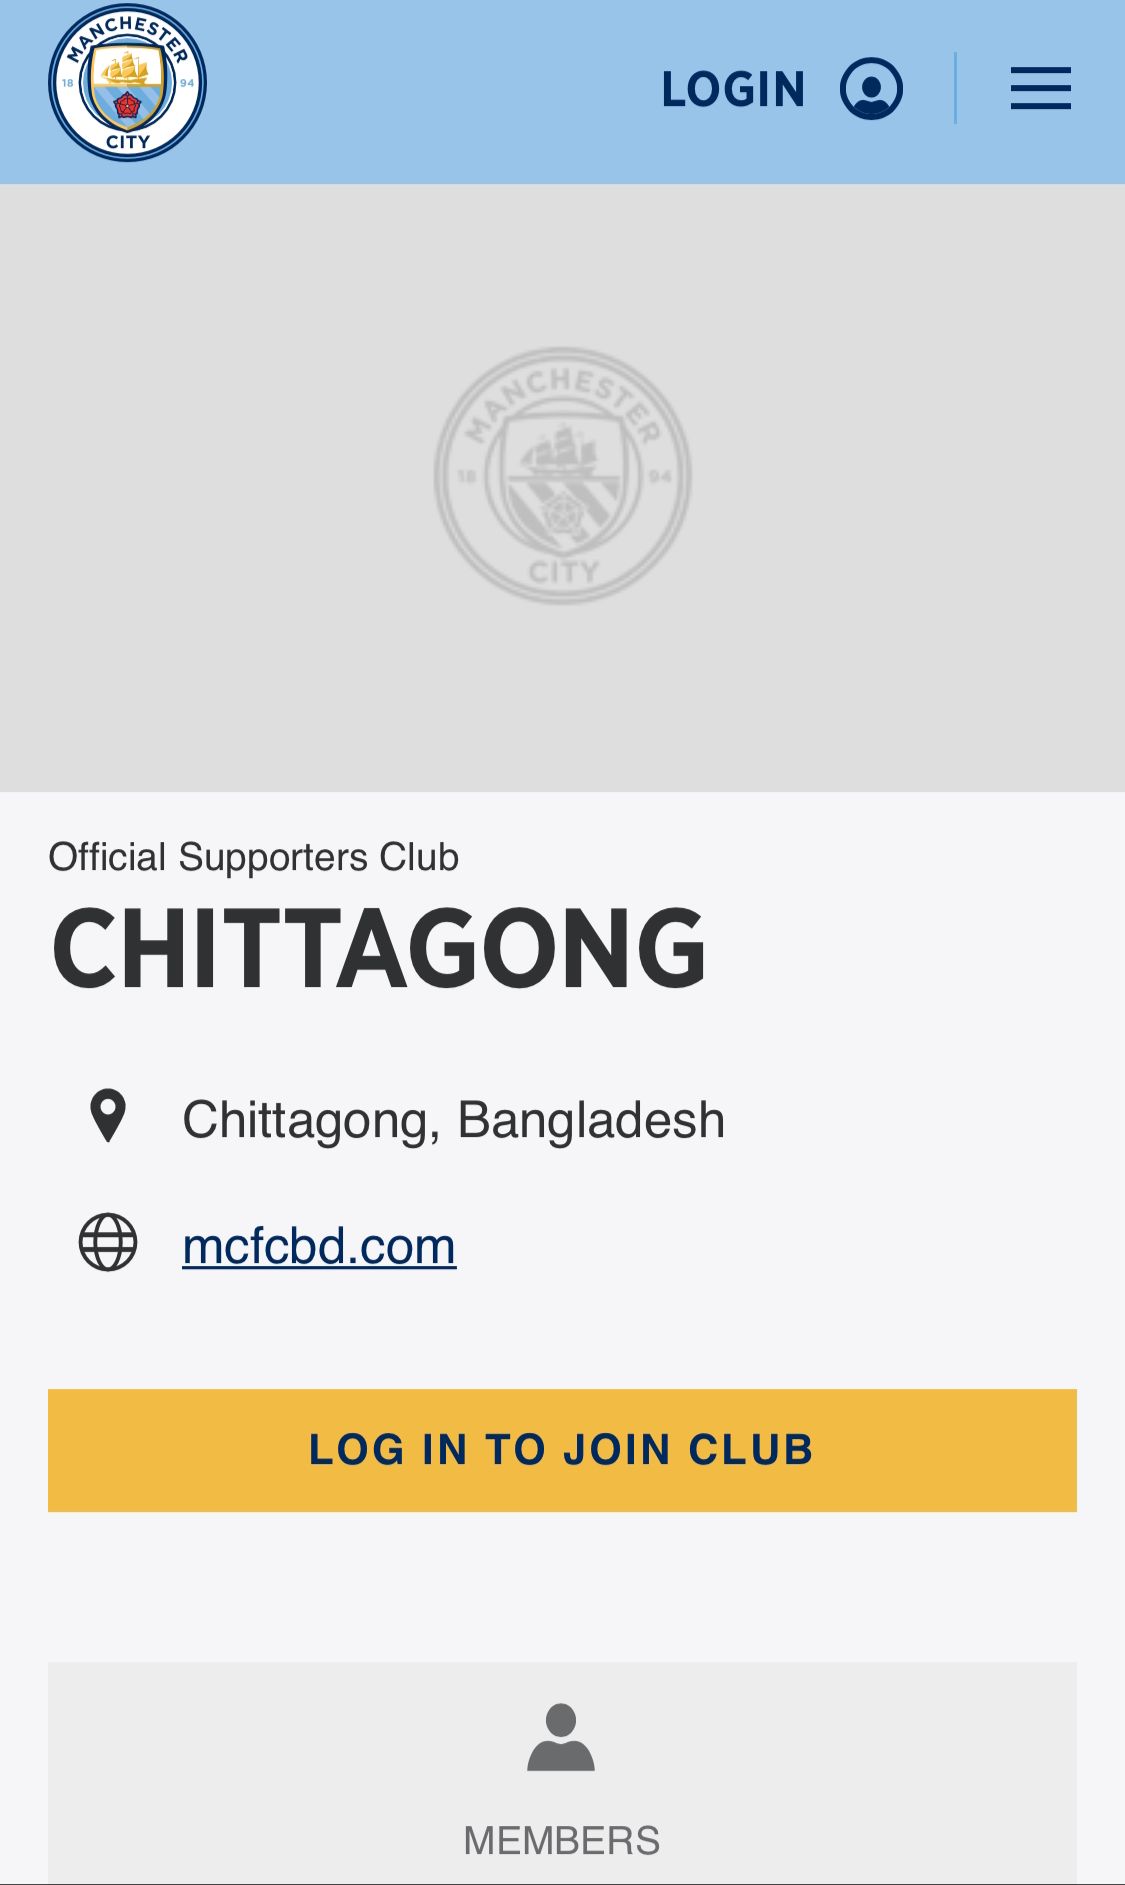 MANCHESTER
18 94
CITY
LOGIN
MANCHESTER
18 94
CITY
Official Supporters Club
CHITTAGONG
Chittagong, Bangladesh
mcfcbd.com
LOG IN TO JOIN CLUB
MEMBERS